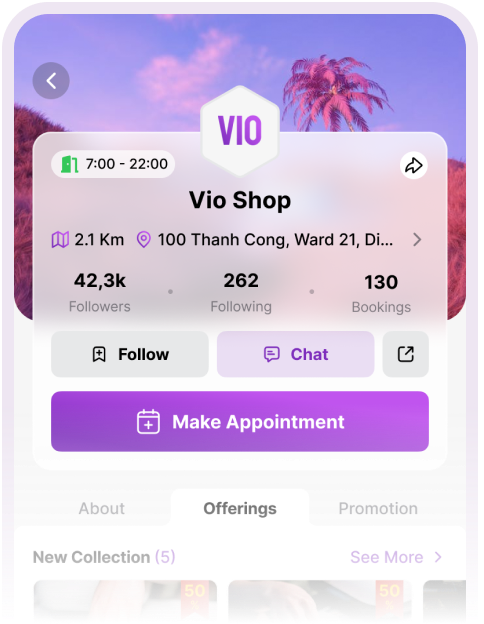 VIO
7:00 - 22:00
Vio Shop
2.1 Km 100 Thanh Cong, Ward 21, Di...
42,3k 262 130
Followers Following Bookings
Follow Chat
Make Appointment
About Offerings Promotion
New Collection (5) See More
50 50